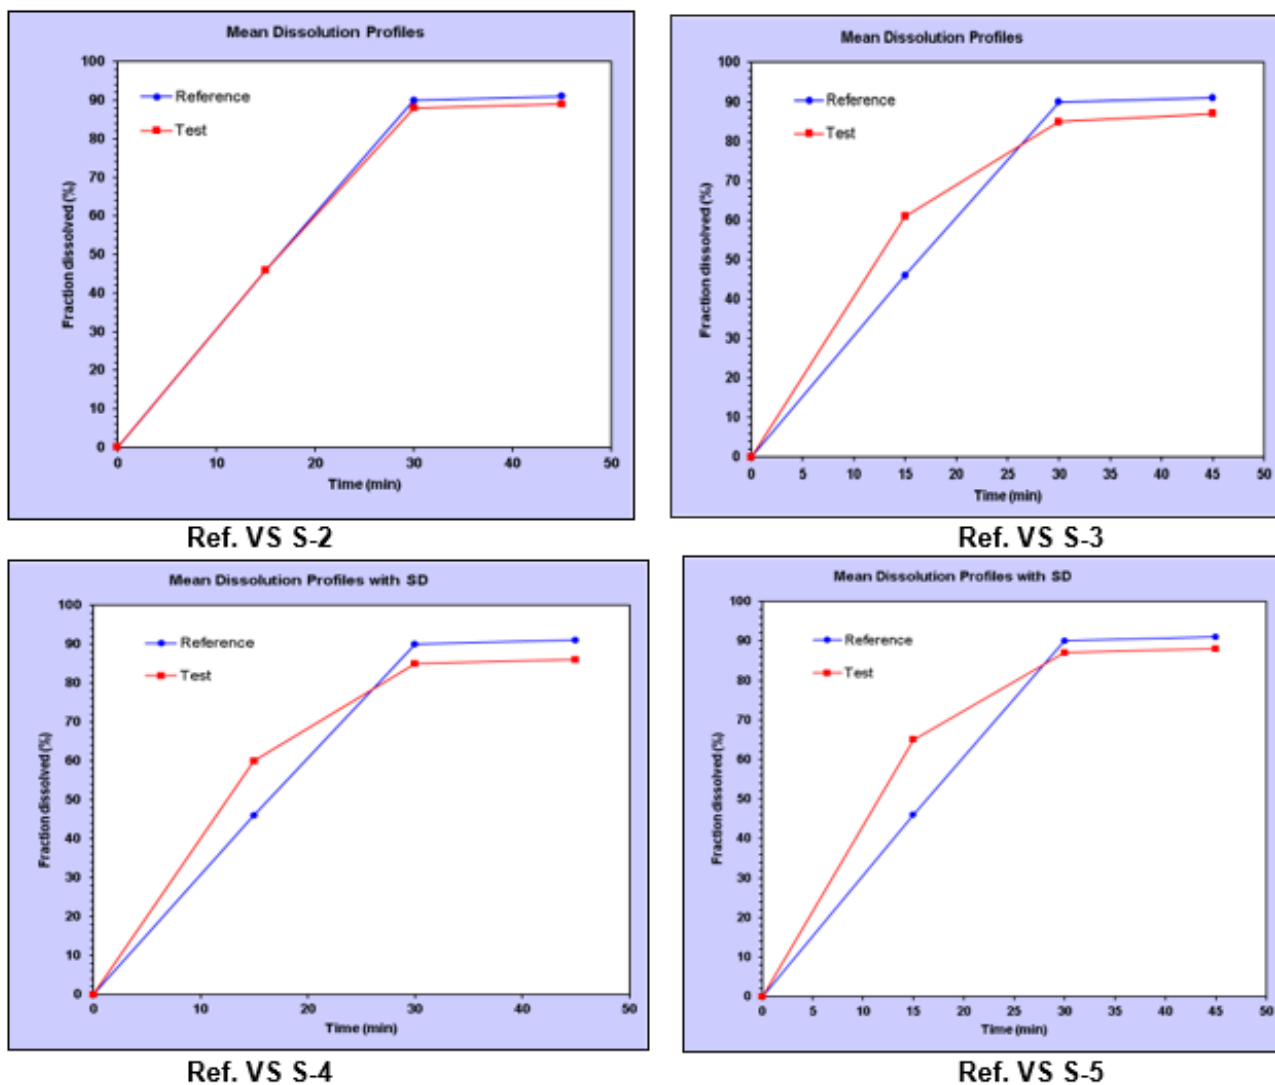 Mean Dissolution Profiles
100
90
80
70
60
50
40
30
20
10
0
Fraction dissolved (%)
Reference
Test
0 10 20 30 40 50
Time (min)
Ref. VS S-2
Mean Dissolution Profiles
100
90
80
70
60
50
40
30
20
10
0
Fraction dissolved (%)
Reference
Test
0 5 10 15 20 25 30 35 40 45 50
Time (min)
Ref. VS S-3
Mean Dissolution Profiles with SD
100
90
80
70
60
50
40
30
20
10
0
Fraction dissolved (%)
Reference
Test
0 10 20 30 40 50
Time (min)
Ref. VS S-4
Mean Dissolution Profiles with SD
100
90
80
70
60
50
40
30
20
10
0
Fraction dissolved (%)
Reference
Test
0 5 10 15 20 25 30 35 40 45 50
Time (min)
Ref. VS S-5